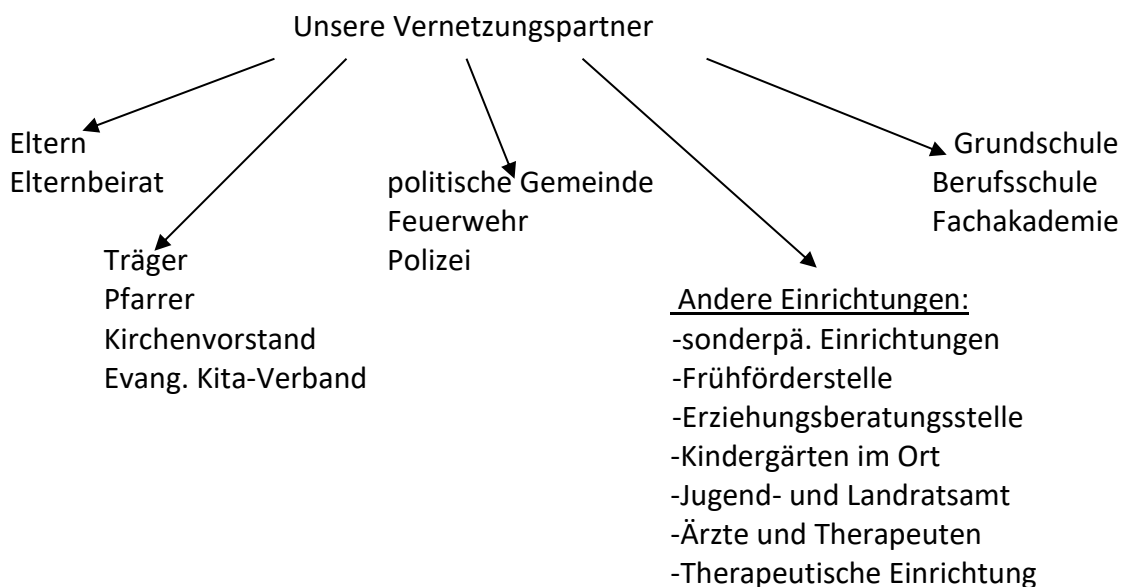 Unsere Vernetzungspartner
Eltern
Elternbeirat
Träger
Pfarrer
Kirchenvorstand
Evang. Kita-Verband
politische Gemeinde
Feuerwehr
Polizei
Andere Einrichtungen:
-sonderpä. Einrichtungen
-Frühförderstelle
-Erziehungsberatungsstelle
-Kindergärten im Ort
-Jugend- und Landratsamt
-Ärzte und Therapeuten
-Therapeutische Einrichtung
Grundschule
Berufsschule
Fachakademie